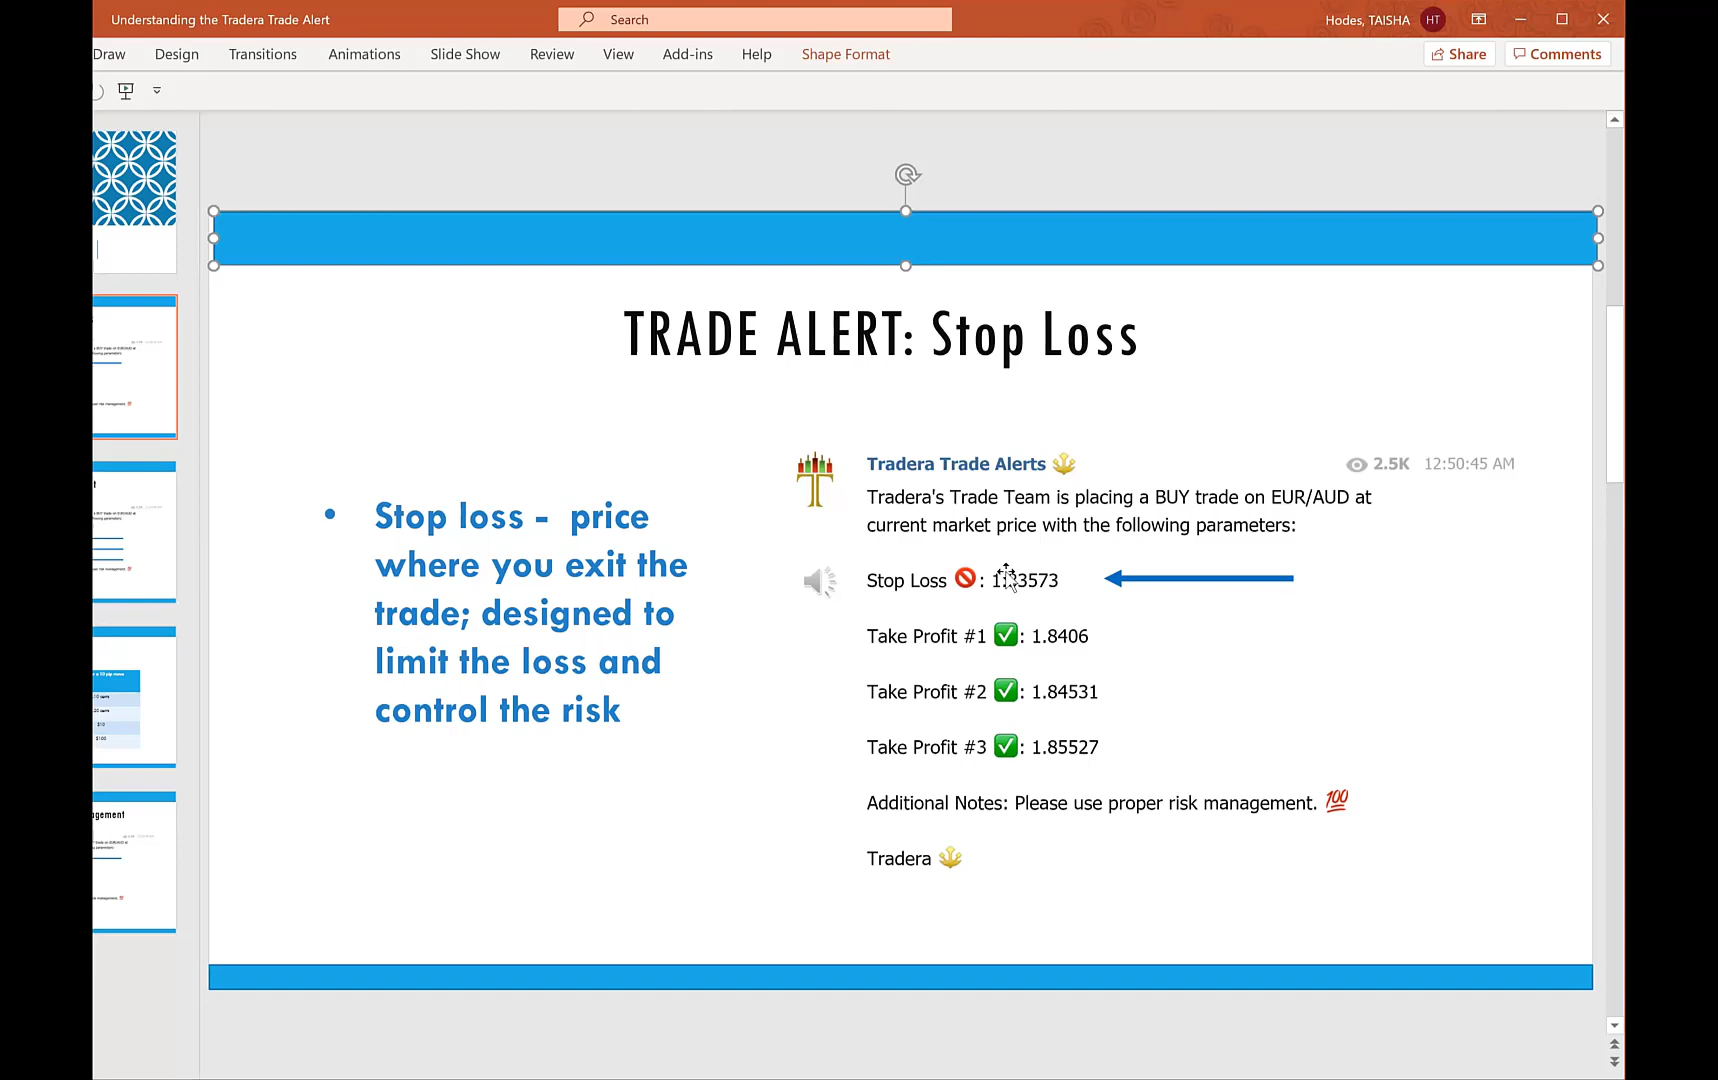 Understanding the Tradera Trade Alert
Search
Hodes, TAISHA
HT
Draw Design Transitions Animations Slide Show Review View Add-ins Help Shape Format
Share
Comments
TRADE ALERT: Stop Loss
• Stop loss - price
where you exit the
trade; designed to
limit the loss and
control the risk
Tradera Trade Alerts
2.5K 12:50:45 AM
Tradera's Trade Team is placing a BUY trade on EUR/AUD at
current market price with the following parameters:
Stop Loss 🚫:
Take Profit #1 ✅: 1.8406
Take Profit #2 ✅: 1.84531
Take Profit #3 ✅: 1.85527
Additional Notes: Please use proper risk management. 💯
Tradera 🔱